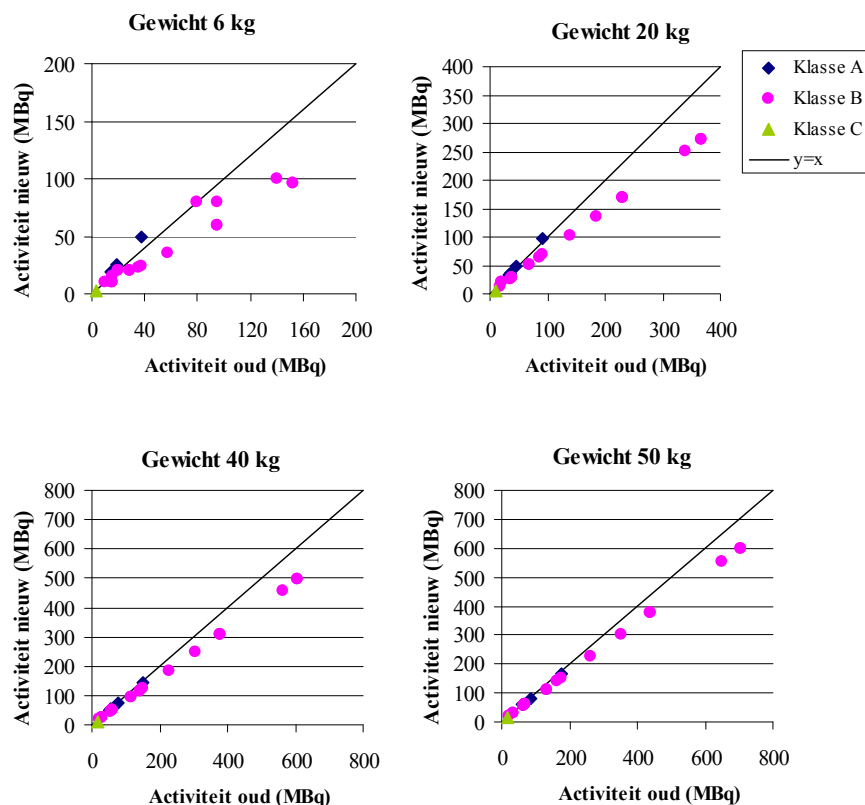 Gewicht 6 kg
Activiteit nieuw (MBq)
200
150
100
50
0
0 40 80 120 160 200
Activiteit oud (MBq)
Gewicht 20 kg
Activiteit nieuw (MBq)
400
350
300
250
200
150
100
50
0
0 100 200 300 400
Activiteit oud (MBq)
Klasse A
Klasse B
Klasse C
y=x
Gewicht 40 kg
Activiteit nieuw (MBq)
800
700
600
500
400
300
200
100
0
0 200 400 600 800
Activiteit oud (MBq)
Gewicht 50 kg
Activiteit nieuw (MBq)
800
700
600
500
400
300
200
100
0
0 200 400 600 800
Activiteit oud (MBq)